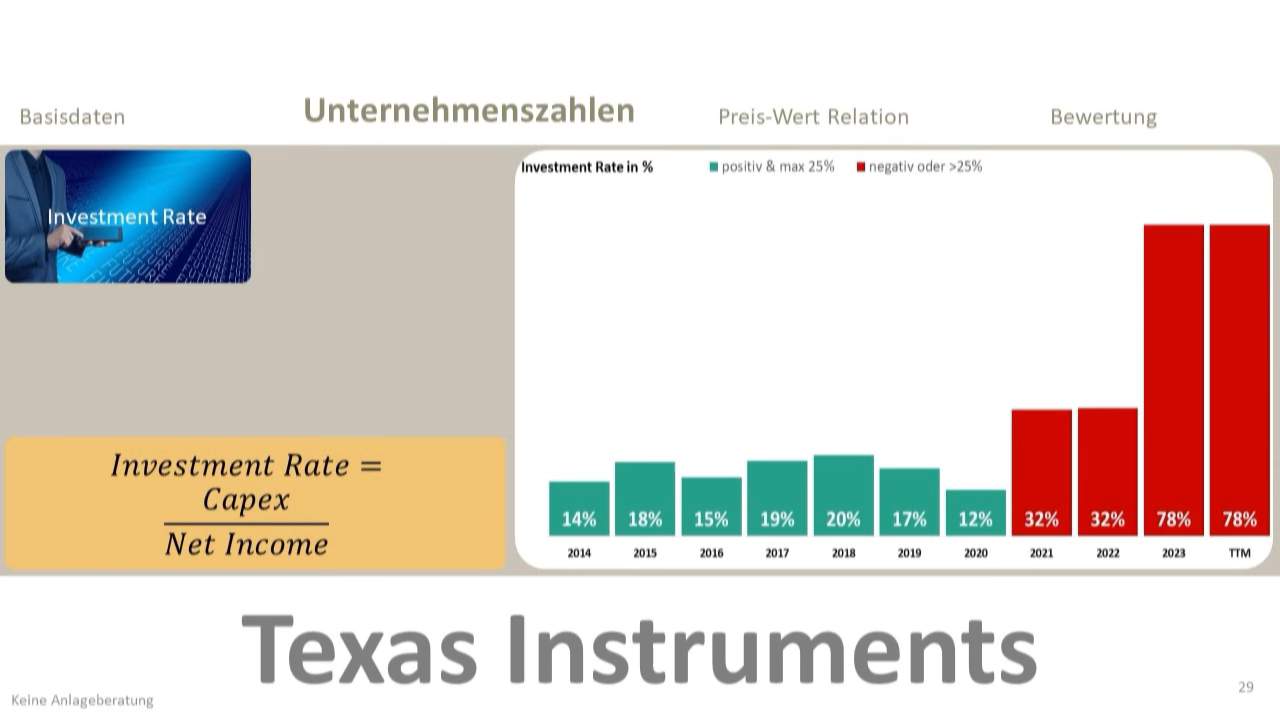 Basisdaten
Unternehmenszahlen
Preis-Wert Relation
Bewertung
Investment Rate
Investment Rate =
Capex
Net Income
Investment Rate in %
positiv & max 25%
negativ oder >25%
14% 18% 15% 19% 20% 17% 12% 32% 32% 78% 78%
2014 2015 2016 2017 2018 2019 2020 2021 2022 2023 TTM
Texas Instruments
Keine Anlageberatung
29